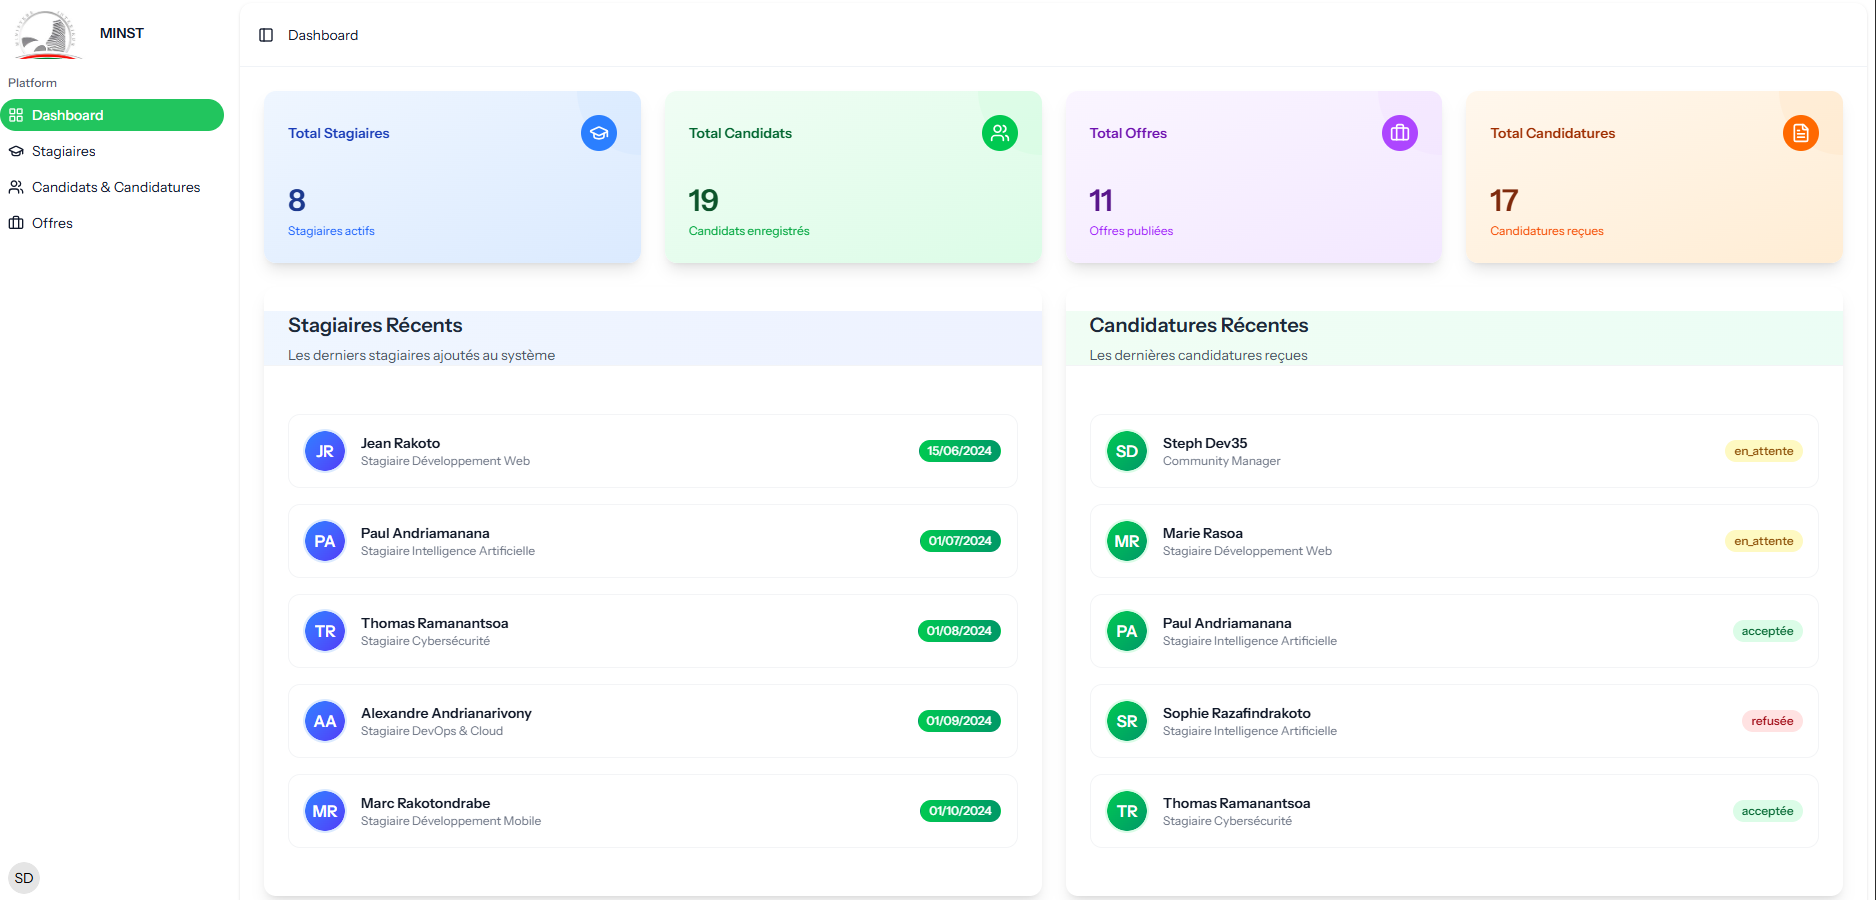 MINST
Platform
Dashboard
Stagiaires
Candidats & Candidatures
Offres
SD
Dashboard
Total Stagiaires
8
Stagiaires actifs
Total Candidats
19
Candidats enregistrés
Total Offres
11
Offres publiées
Total Candidatures
17
Candidatures reçues
Stagiaires Récents
Les derniers stagiaires ajoutés au système
JR
Jean Rakoto
Stagiaire Développement Web
15/06/2024
PA
Paul Andriamanana
Stagiaire Intelligence Artificielle
01/07/2024
TR
Thomas Ramanantsoa
Stagiaire Cybersécurité
01/08/2024
AA
Alexandre Andrianarivony
Stagiaire DevOps & Cloud
01/09/2024
MR
Marc Rakotondrabe
Stagiaire Développement Mobile
01/10/2024
Candidatures Récentes
Les dernières candidatures reçues
SD
Steph Dev35
Community Manager
en_attente
MR
Marie Rasoa
Stagiaire Développement Web
en_attente
PA
Paul Andriamanana
Stagiaire Intelligence Artificielle
acceptée
SR
Sophie Razafindrakoto
Stagiaire Intelligence Artificielle
refusée
TR
Thomas Ramanantsoa
Stagiaire Cybersécurité
acceptée